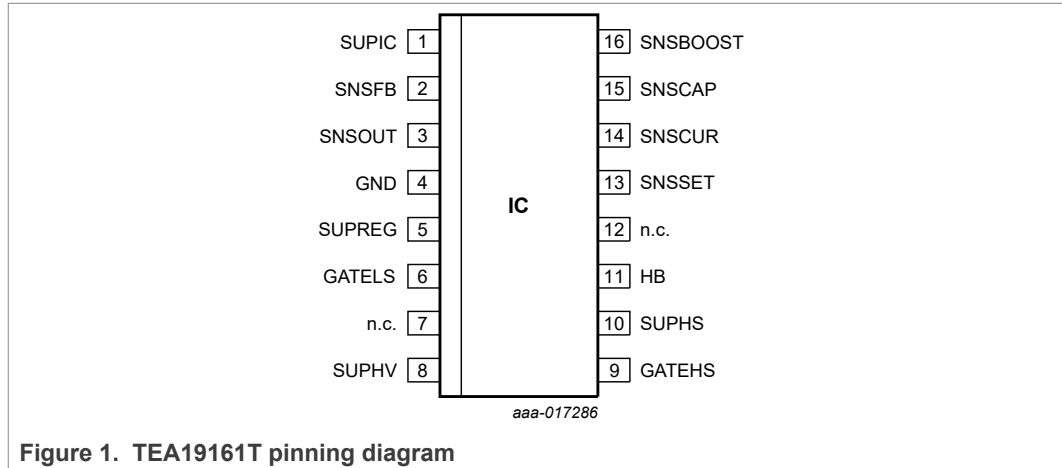 SUPIC 1
SNSFB 2
SNSOUT 3
GND 4
SUPREG 5
GATELS 6
n.c. 7
SUPHV 8
IC
16 SNSBOOST
15 SNSCAP
14 SNSCUR
13 SNSSET
12 n.c.
11 HB
10 SUPHS
9 GATEHS
aaa-017286
Figure 1. TEA19161T pinning diagram